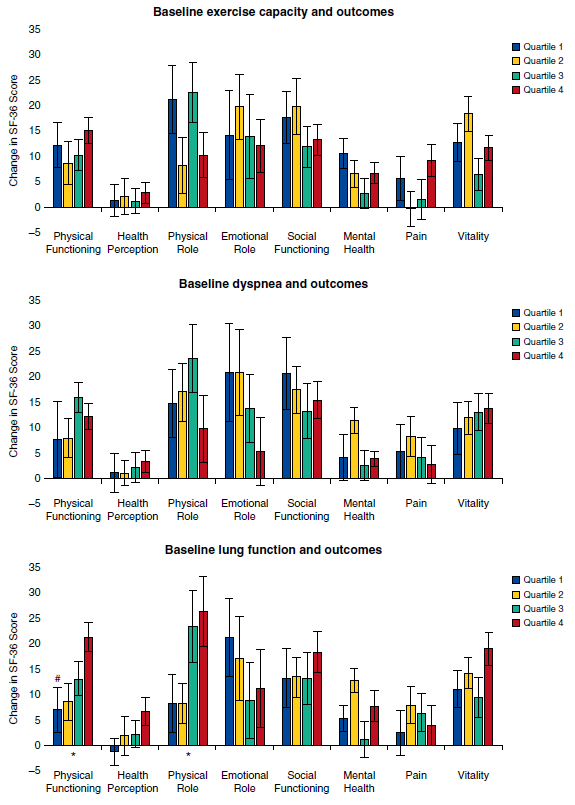 Baseline exercise capacity and outcomes
Change in SF-36 Score
35
30
25
20
15
10
5
0
–5
Quartile 1
Quartile 2
Quartile 3
Quartile 4
Physical Functioning
Health Perception
Physical Role
Emotional Role
Social Functioning
Mental Health
Pain
Vitality
Baseline dyspnea and outcomes
Change in SF-36 Score
35
30
25
20
15
10
5
0
–5
Quartile 1
Quartile 2
Quartile 3
Quartile 4
Physical Functioning
Health Perception
Physical Role
Emotional Role
Social Functioning
Mental Health
Pain
Vitality
Baseline lung function and outcomes
Change in SF-36 Score
35
30
25
20
15
10
5
0
–5
Quartile 1
Quartile 2
Quartile 3
Quartile 4
#
*
*
Physical Functioning
Health Perception
Physical Role
Emotional Role
Social Functioning
Mental Health
Pain
Vitality